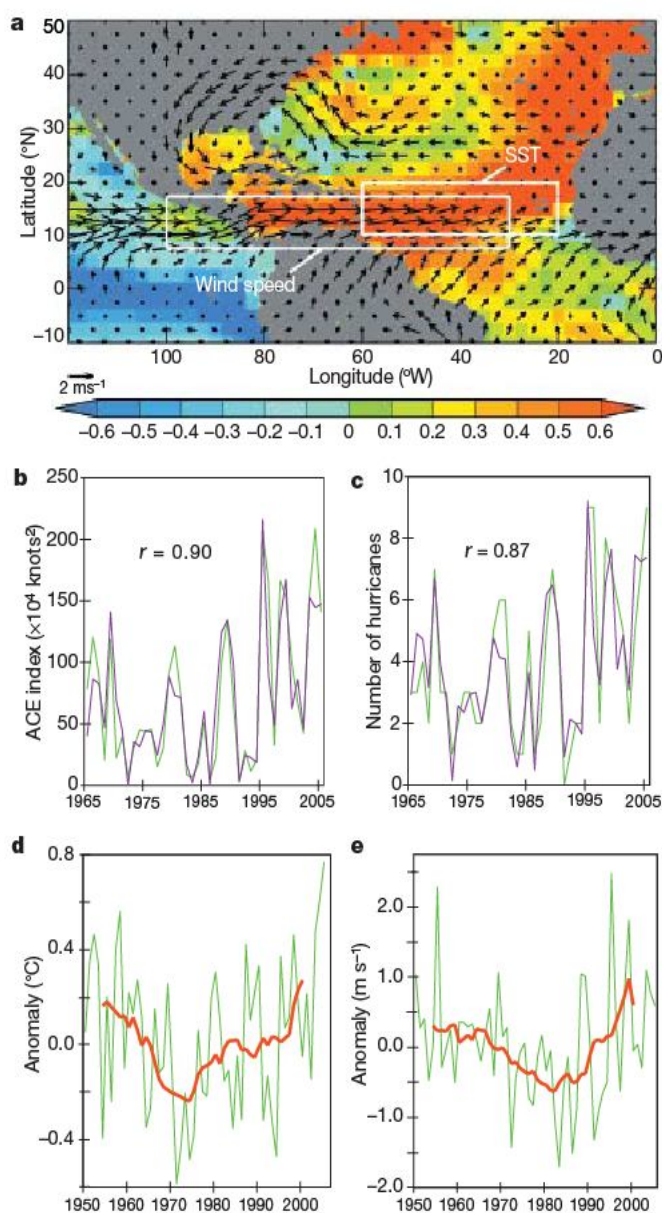 a
50
40
30
20
10
0
−10
Latitude (°N)
SST
Wind speed
100 80 60 40 20 0
Longitude (°W)
2 ms⁻¹
−0.6 −0.5 −0.4 −0.3 −0.2 −0.1 0 0.1 0.2 0.3 0.4 0.5 0.6
b
250
200
150
100
50
0
ACE index (×10⁴ knots²)
r = 0.90
1965 1975 1985 1995 2005
c
10
8
6
4
2
0
Number of hurricanes
r = 0.87
1965 1975 1985 1995 2005
d
0.8
0.4
0.0
−0.4
Anomaly (°C)
1950 1960 1970 1980 1990 2000
e
2.0
1.0
0.0
−1.0
−2.0
Anomaly (m s⁻¹)
1950 1960 1970 1980 1990 2000